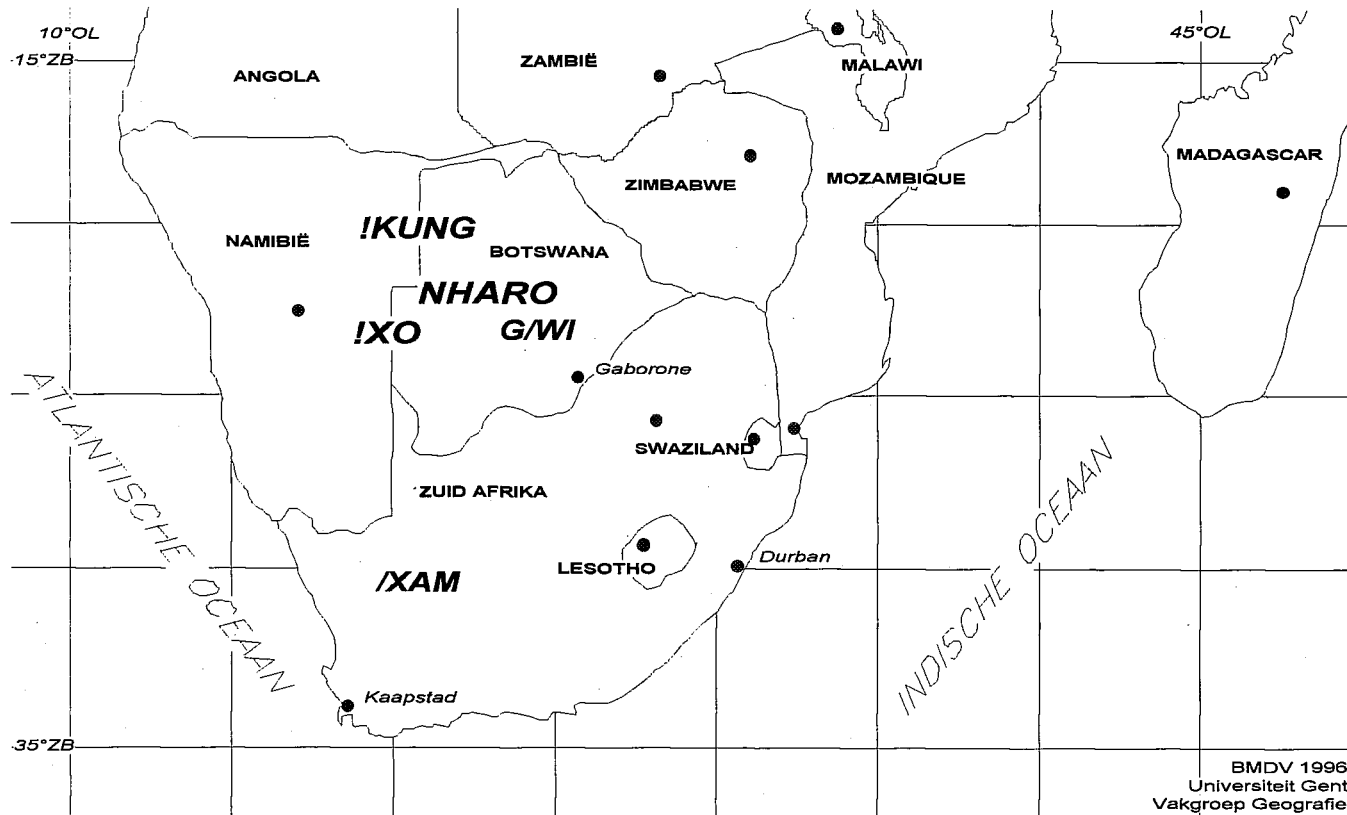 10°OL
45°OL
15°ZB
ZAMBIË
MALAWI
ANGOLA
MADAGASCAR
ZIMBABWE
MOZAMBIQUE
!KUNG
NAMIBIË
BOTSWANA
NHARO
!XO
G/WI
Gaborone
ATLANTISCHE OCEAAN
SWAZILAND
ZUID AFRIKA
INDISCHE OCEAAN
Durban
LESOTHO
/XAM
Kaapstad
35°ZB
BMDV 1996
Universiteit Gent
Vakgroep Geografie